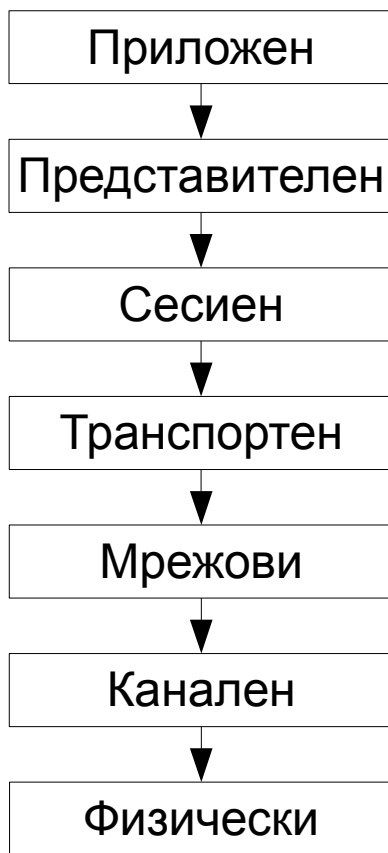 Приложен
Представителен
Сесиен
Транспортен
Мрежови
Канален
Физически